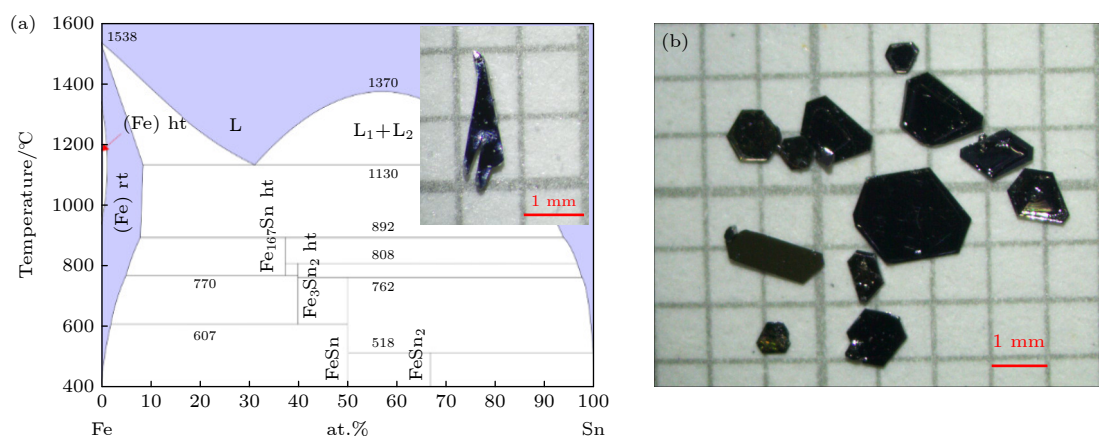 (a)
1600
1400
1200
1000
800
600
400
Temperature/℃
1538
1370
(Fe) ht
L
L₁+L₂
1130
(Fe) rt
Fe₁₆₇Sn ht
892
Fe₃Sn₂ ht
808
770
762
607
518
FeSn
FeSn₂
1 mm
0 10 20 30 40 50 60 70 80 90 100
Fe at.% Sn
(b)
1 mm